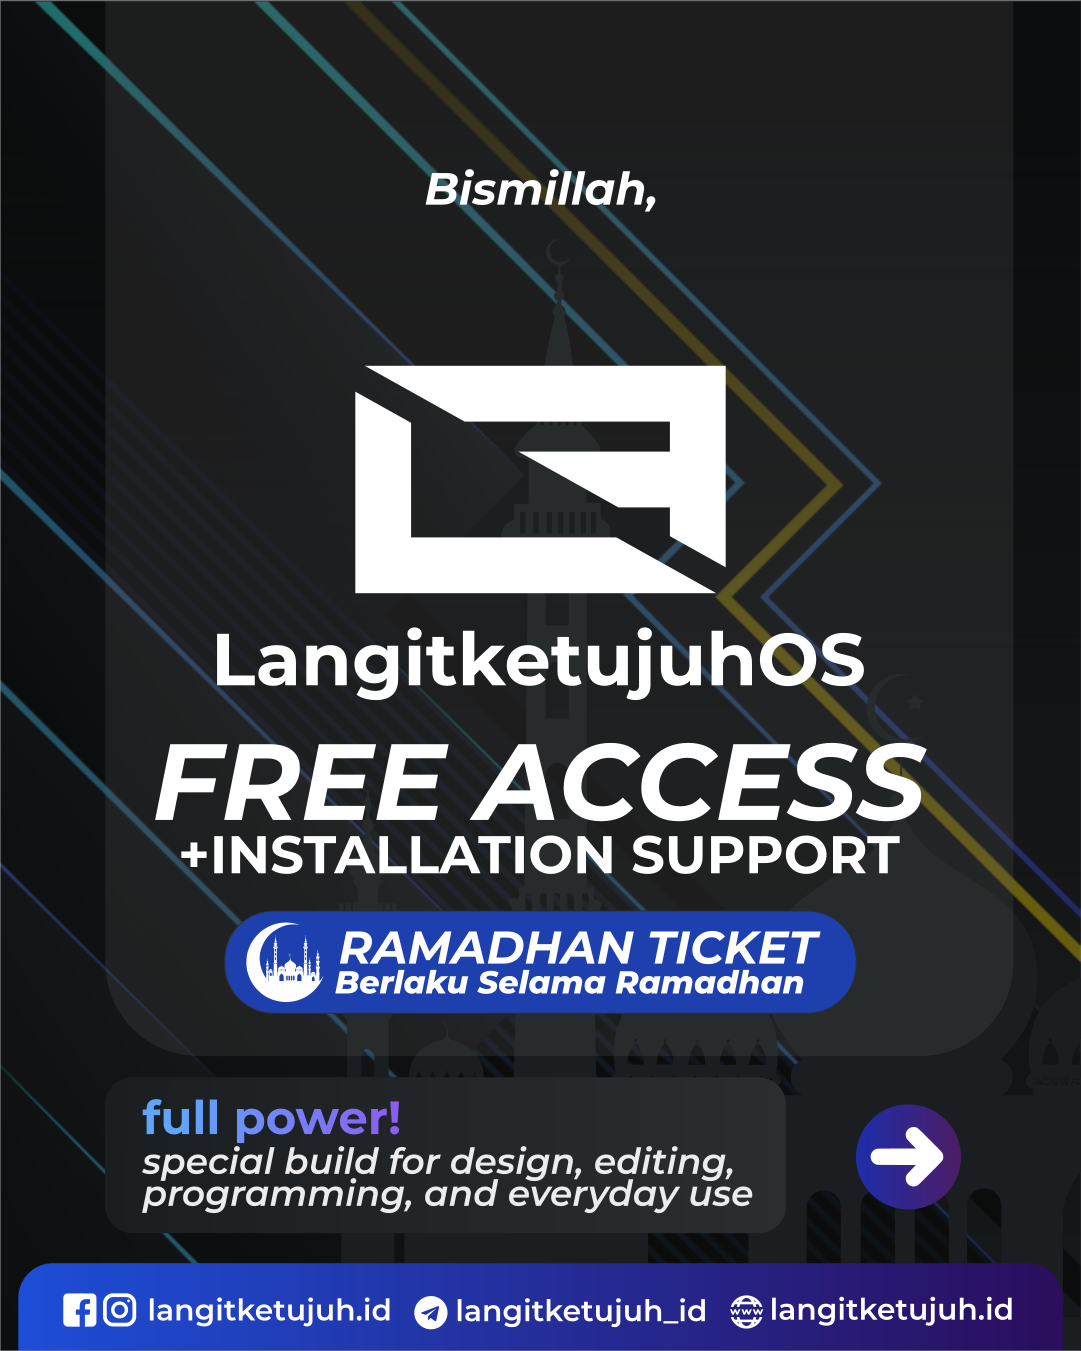 Bismillah,
LangitketujuhOS
FREE ACCESS
+INSTALLATION SUPPORT
RAMADHAN TICKET
Berlaku Selama Ramadhan
full power!
special build for design, editing,
programming, and everyday use
langitketujuh.id langitketujuh_id www langitketujuh.id